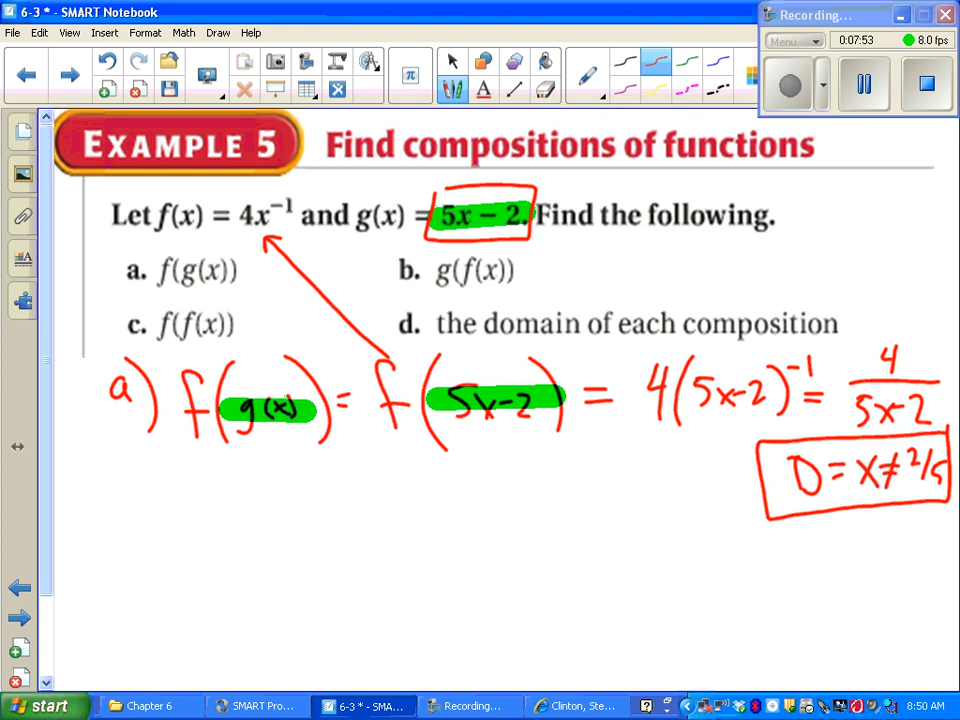 6-3 * - SMART Notebook
Recording...
File Edit View Insert Format Math Draw Help
Menu 0:07:53 8.0 fps
π A
EXAMPLE 5 Find compositions of functions
Let f(x) = 4x⁻¹ and g(x) = 5x − 2. Find the following.
a. f(g(x)) b. g(f(x))
c. f(f(x)) d. the domain of each composition
a) f(g(x)) = f(5x-2) = 4(5x-2)⁻¹ = 4/(5x-2)
D = x ≠ 2/5
start Chapter 6 SMART Pro... 6-3 * - SMA... Recording... Clinton, Ste... 8:50 AM